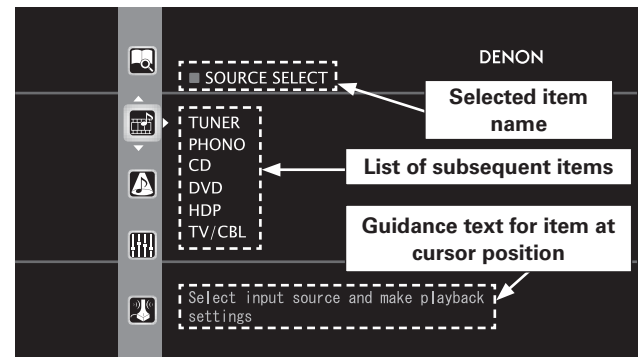 DENON
SOURCE SELECT
Selected item
name
TUNER
PHONO
CD
DVD
HDP
TV/CBL
List of subsequent items
Guidance text for item at
cursor position
Select input source and make playback
settings